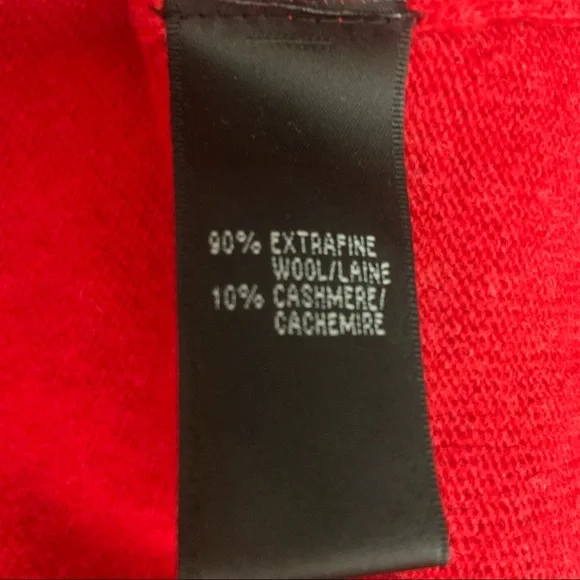 90% EXTRAFINE
WOOL/LAINE
10% CASHMERE/
CACHEMIRE